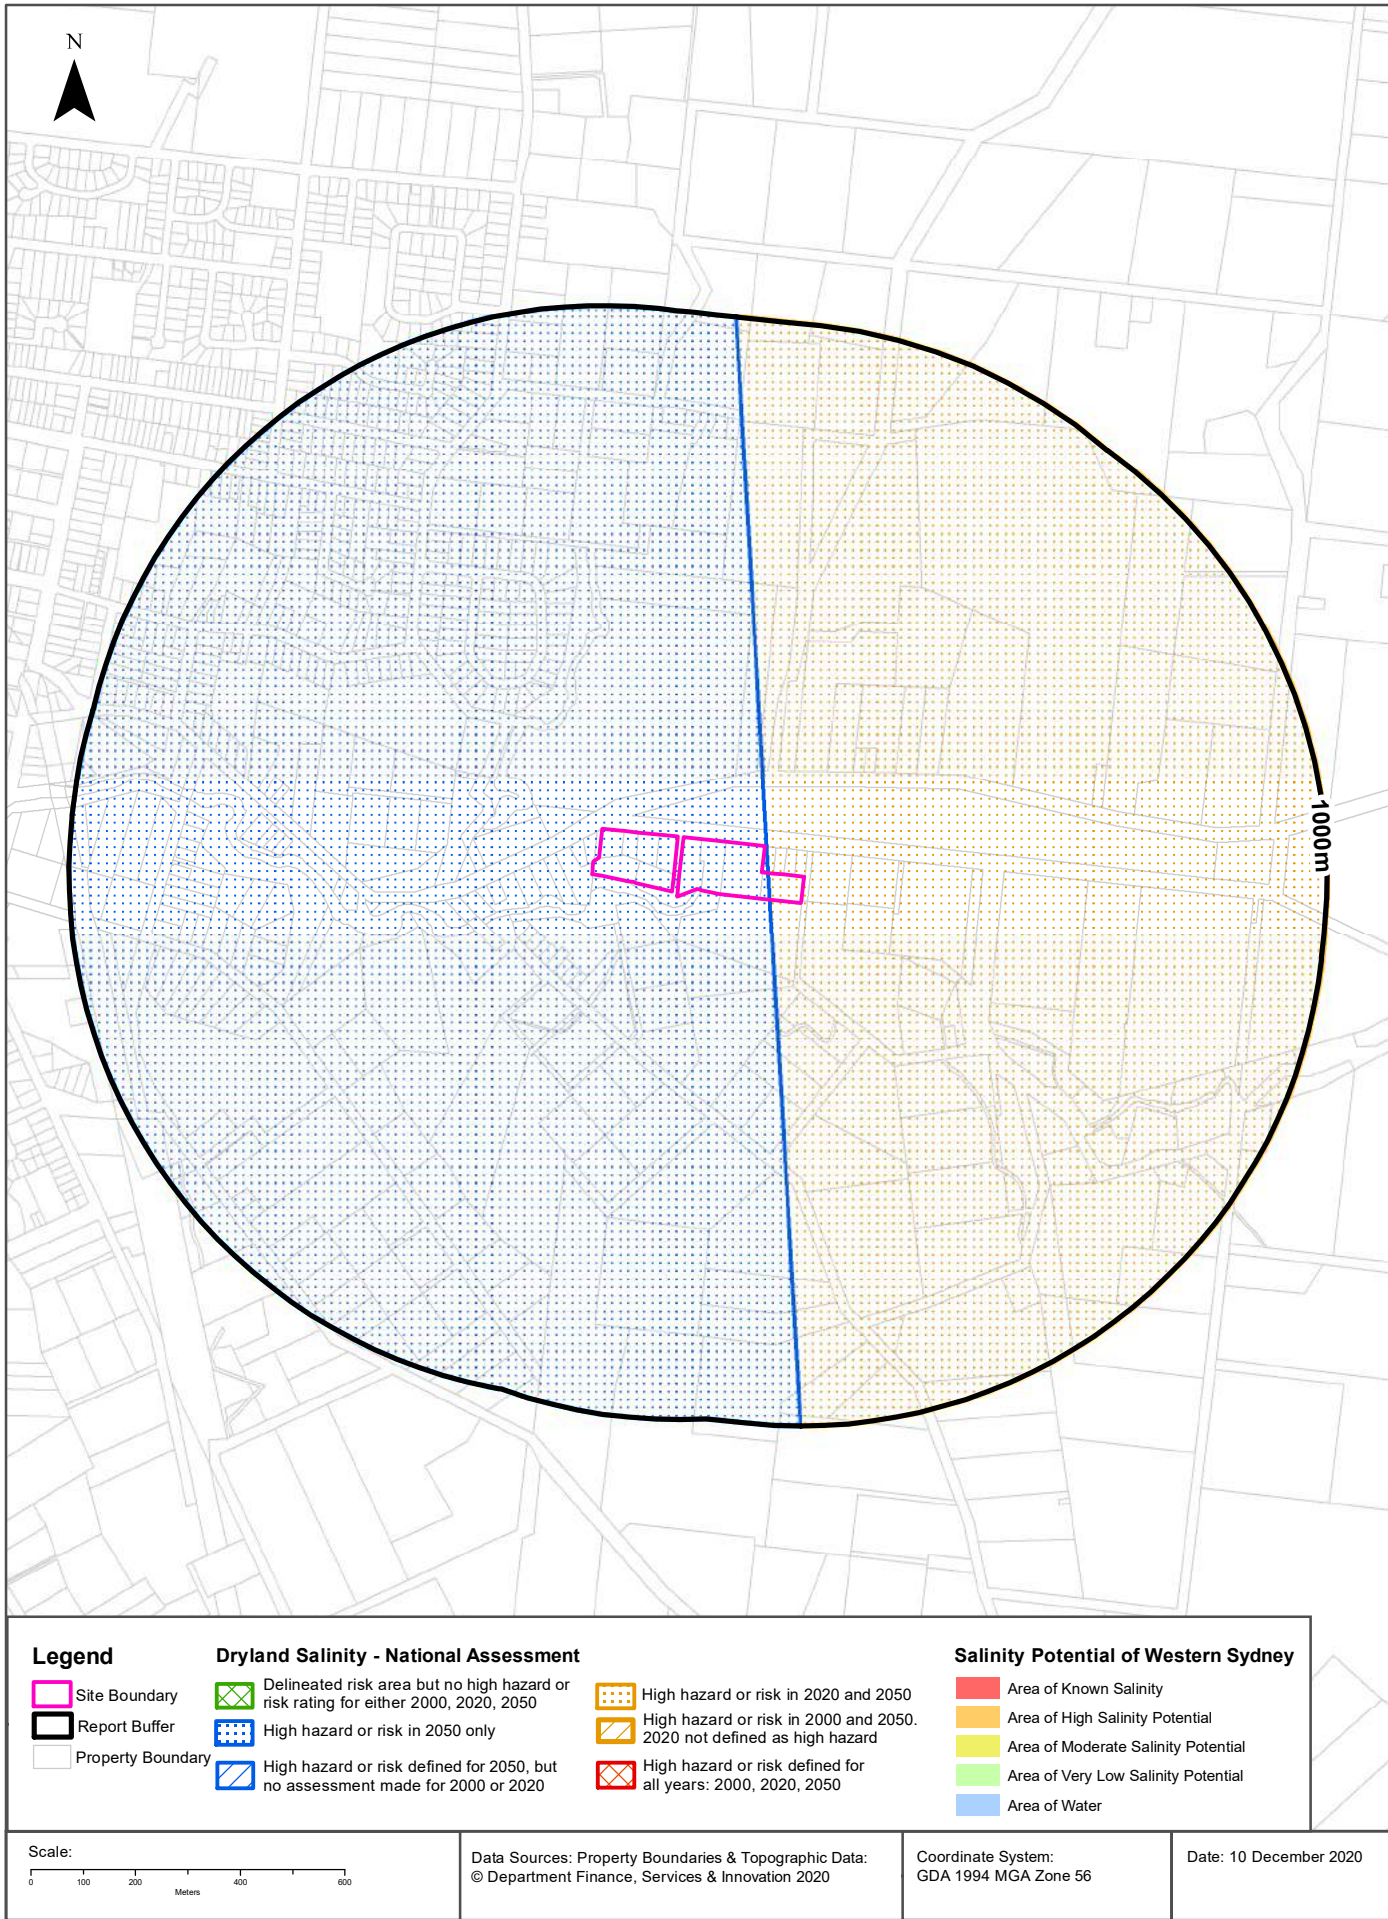 N
1000m
Legend
Site Boundary
Report Buffer
Property Boundary
Dryland Salinity - National Assessment
Delineated risk area but no high hazard or
risk rating for either 2000, 2020, 2050
High hazard or risk in 2050 only
High hazard or risk defined for 2050, but
no assessment made for 2000 or 2020
High hazard or risk in 2020 and 2050
High hazard or risk in 2000 and 2050.
2020 not defined as high hazard
High hazard or risk defined for
all years: 2000, 2020, 2050
Salinity Potential of Western Sydney
Area of Known Salinity
Area of High Salinity Potential
Area of Moderate Salinity Potential
Area of Very Low Salinity Potential
Area of Water
Scale:
0 100 200 400 600
Meters
Data Sources: Property Boundaries & Topographic Data:
© Department Finance, Services & Innovation 2020
Coordinate System:
GDA 1994 MGA Zone 56
Date: 10 December 2020